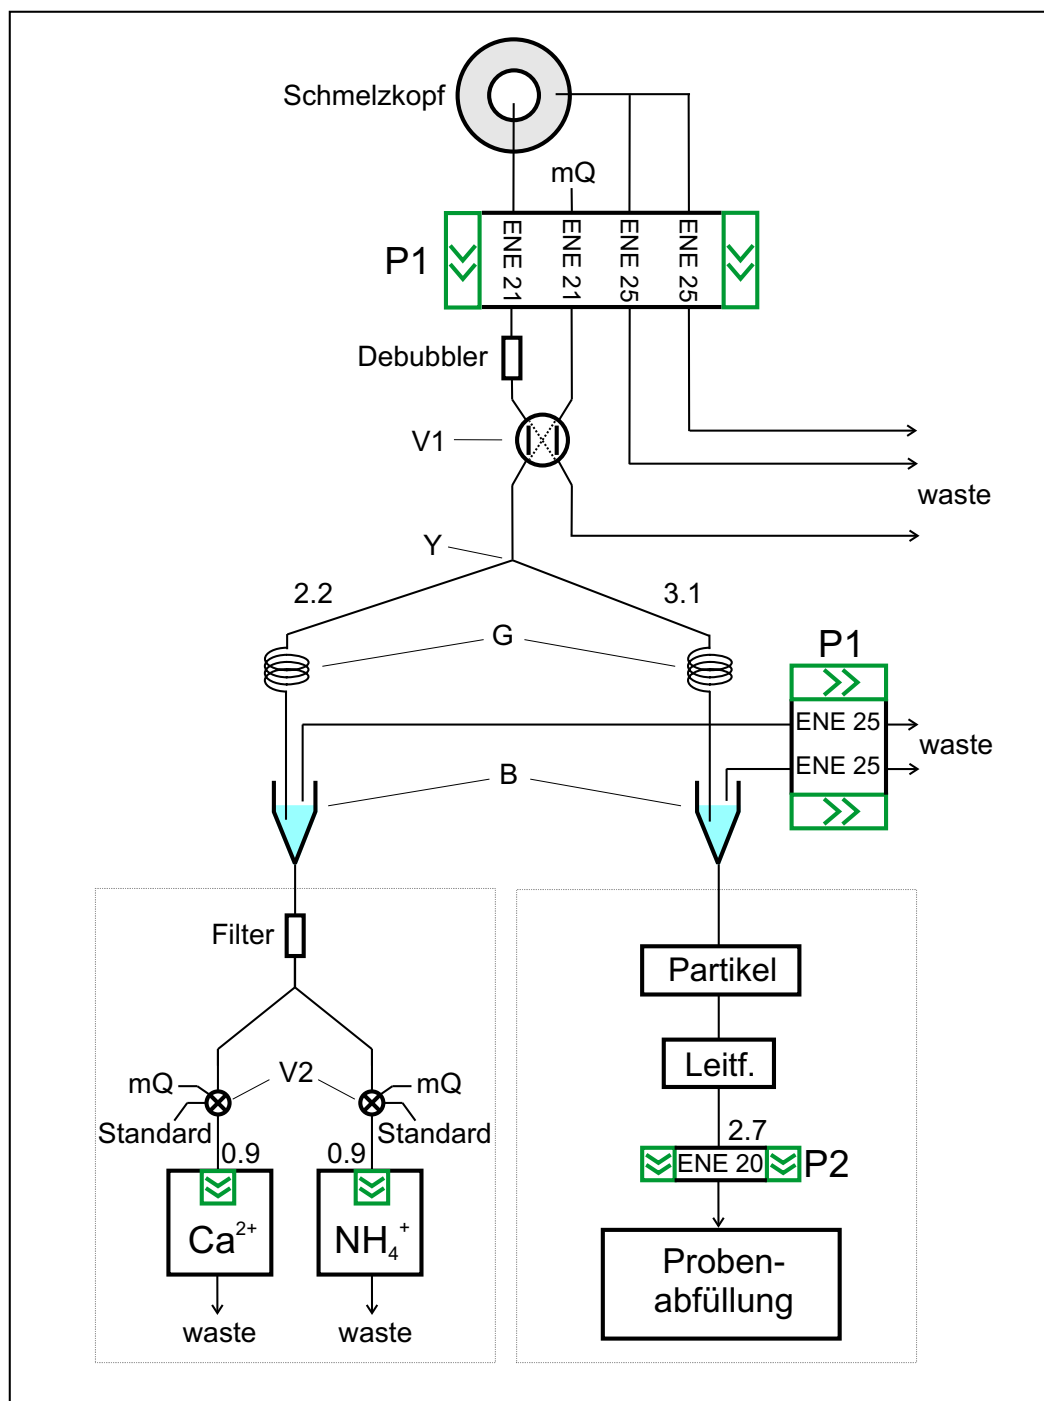 Schmelzkopf
mQ
P1
ENE 21
ENE 21
ENE 25
ENE 25
Debubbler
V1
waste
Y
2.2
3.1
G
P1
ENE 25
ENE 25
waste
B
Filter
Partikel
Leitf.
mQ
V2
mQ
Standard
Standard
0.9
0.9
2.7
ENE 20
P2
Ca²⁺
NH₄⁺
Proben-
abfüllung
waste
waste